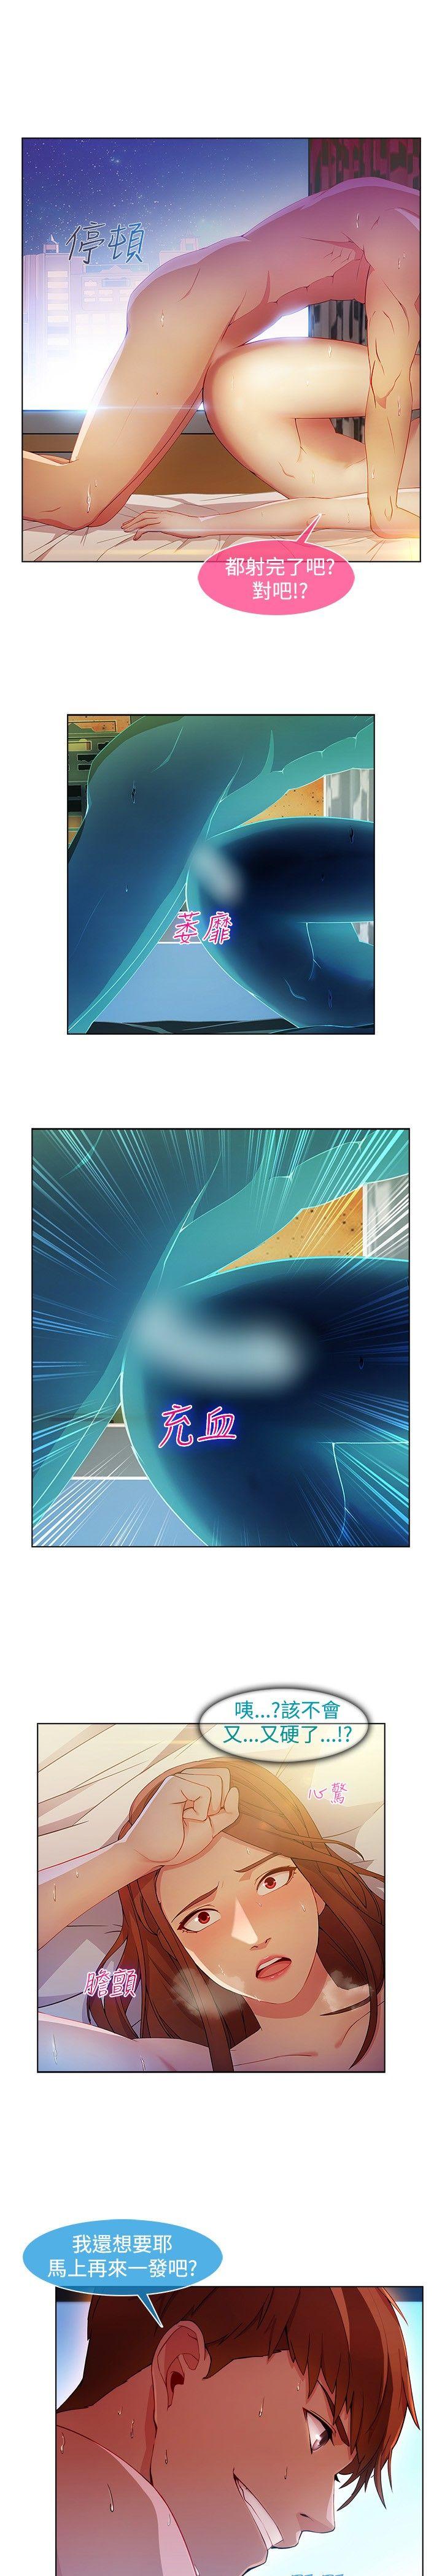 停頓
都射完了吧?
對吧!?
萎靡
充血
咦...?該不會
又...又硬了...!?
心驚
膽顫
我還想要耶
馬上再來一發吧?